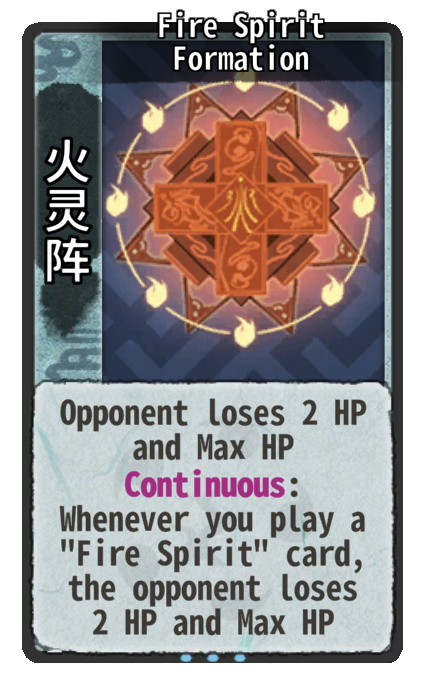 Fire Spirit
Formation
火灵阵
Opponent loses 2 HP
and Max HP
Continuous:
Whenever you play a
"Fire Spirit" card,
the opponent loses
2 HP and Max HP